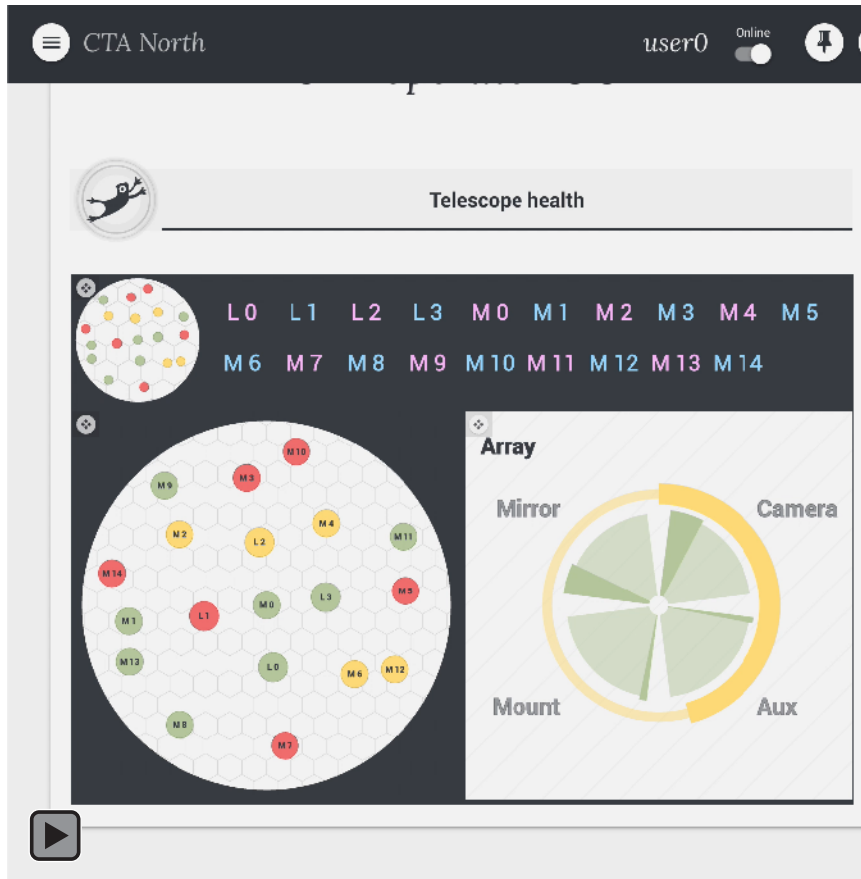 CTA North user0 Online
Telescope health
L0 L1 L2 L3 M0 M1 M2 M3 M4 M5
M6 M7 M8 M9 M10 M11 M12 M13 M14
Array
Mirror Camera
Mount Aux
M10
M3
M9
M4
M2
L2
M11
M14
M5
L3
M0
L1
M1
M13
L0
M6 M12
M8
M7